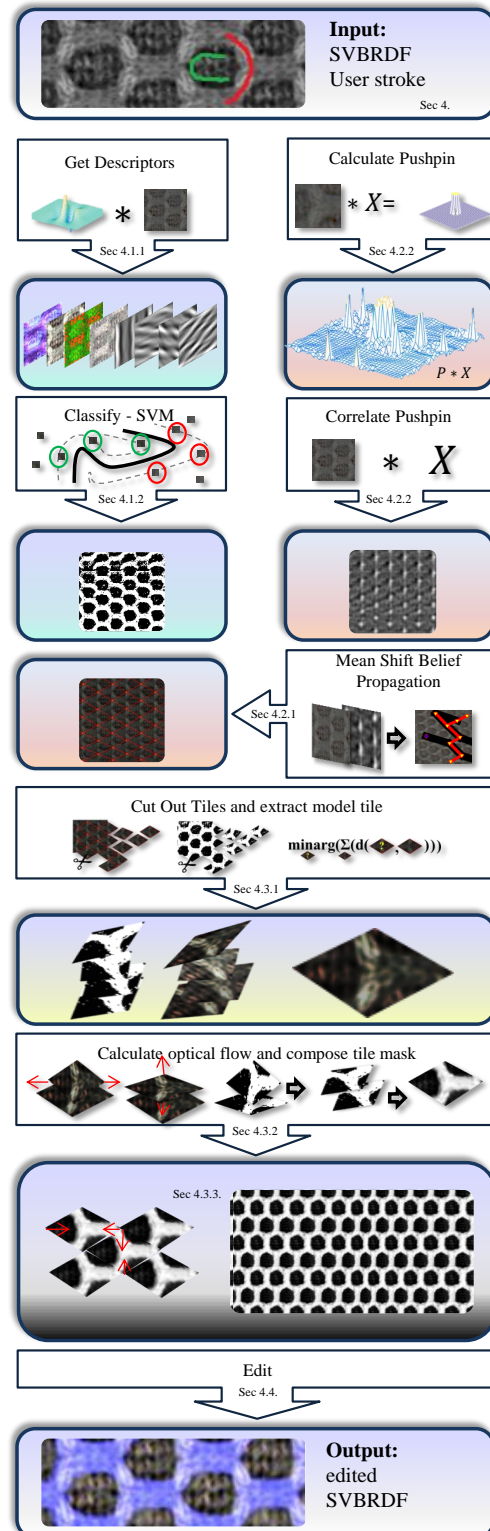 Input:
SVBRDF
User stroke
Sec 4.
Get Descriptors
*
Sec 4.1.1
Calculate Pushpin
* X=
Sec 4.2.2
P * X
Classify - SVM
Sec 4.1.2
Correlate Pushpin
* X
Sec 4.2.2
Mean Shift Belief
Propagation
Sec 4.2.1
Cut Out Tiles and extract model tile
minarg(Σ(d(?,)))
Sec 4.3.1
Calculate optical flow and compose tile mask
Sec 4.3.2
Sec 4.3.3.
Edit
Sec 4.4.
Output:
edited
SVBRDF